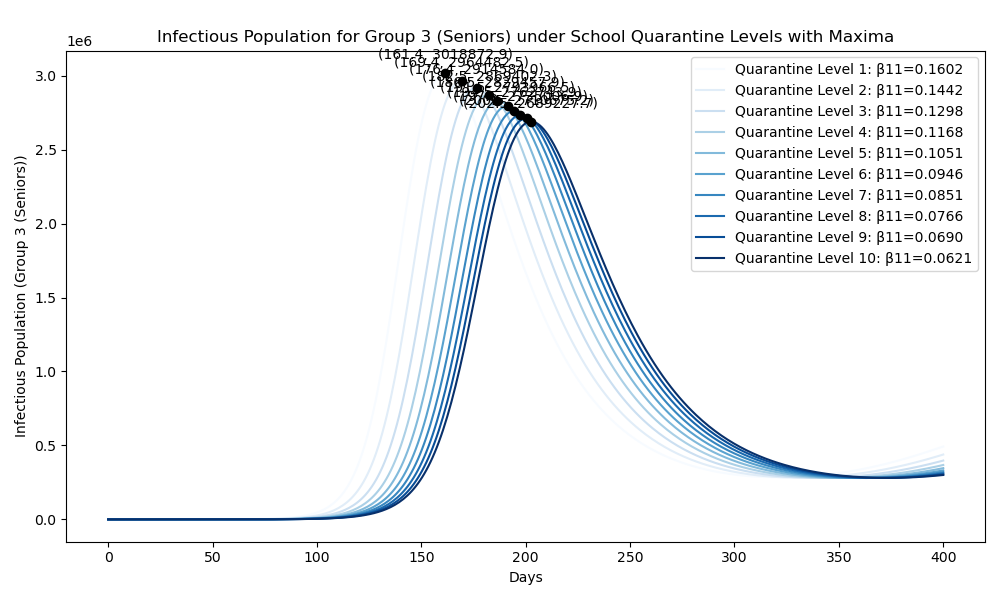 Infectious Population for Group 3 (Seniors) under School Quarantine Levels with Maxima
1e6
(161.4, 3018872.9)
(169.4, 2964482.5)
(176.4, 2914584.0)
3.0
2.5
2.0
1.5
1.0
0.5
0.0
Infectious Population (Group 3 (Seniors))
Quarantine Level 1: β11=0.1602
Quarantine Level 2: β11=0.1442
Quarantine Level 3: β11=0.1298
Quarantine Level 4: β11=0.1168
Quarantine Level 5: β11=0.1051
Quarantine Level 6: β11=0.0946
Quarantine Level 7: β11=0.0851
Quarantine Level 8: β11=0.0766
Quarantine Level 9: β11=0.0690
Quarantine Level 10: β11=0.0621
0
50
100
150
200
250
300
350
400
Days